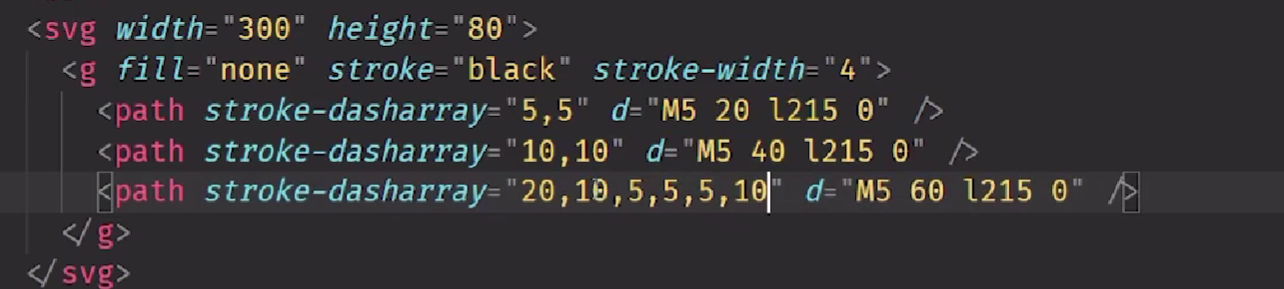 <svg width="300" height="80">
<g fill="none" stroke="black" stroke-width="4">
<path stroke-dasharray="5,5" d="M5 20 l215 0" />
<path stroke-dasharray="10,10" d="M5 40 l215 0" />
<path stroke-dasharray="20,10,5,5,5,10" d="M5 60 l215 0" />
</g>
</svg>